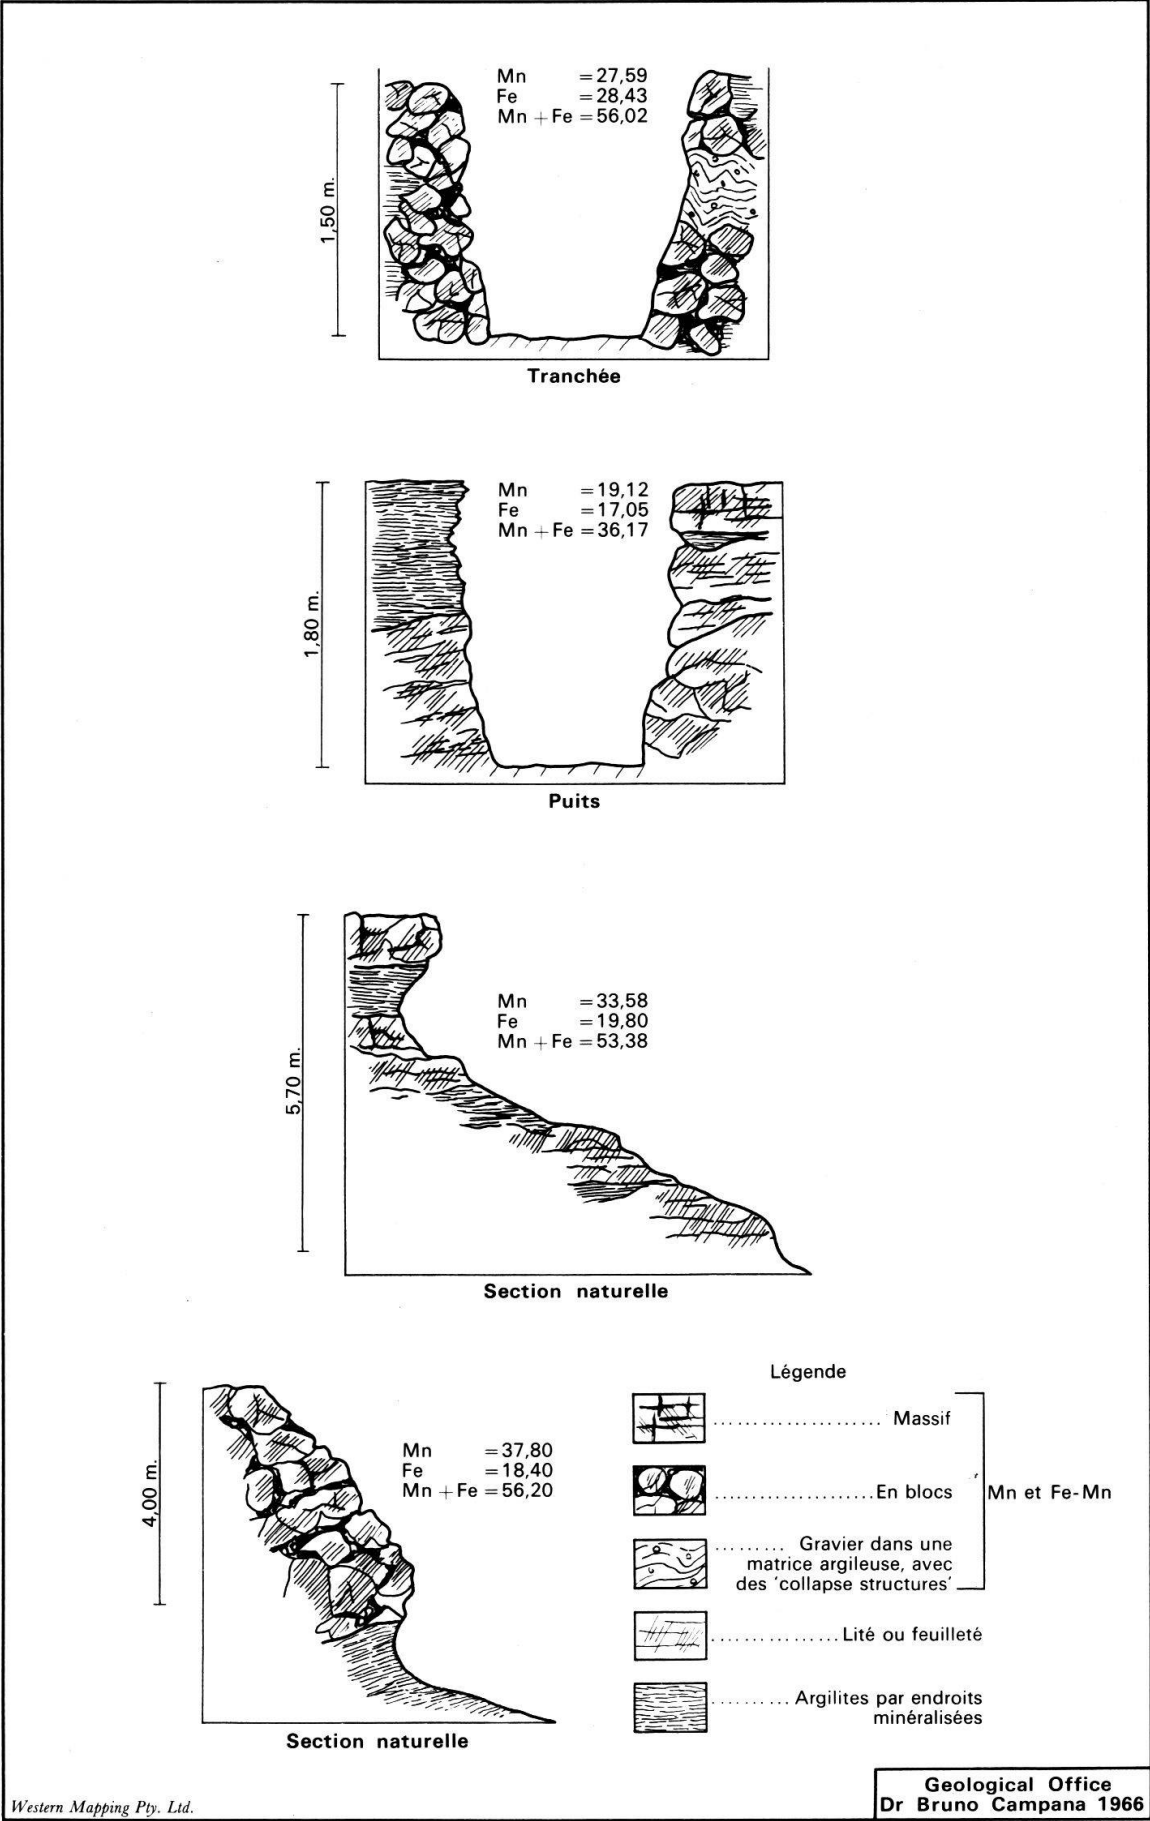 Mn =27,59
Fe =28,43
Mn + Fe =56,02
1,50 m.
Tranchée
Mn =19,12
Fe =17,05
Mn + Fe =36,17
1,80 m.
Puits
Mn =33,58
Fe =19,80
Mn + Fe =53,38
5,70 m.
Section naturelle
Mn =37,80
Fe =18,40
Mn + Fe =56,20
4,00 m.
Section naturelle
Légende
..................... Massif
....................En blocs
Mn et Fe-Mn
......... Gravier dans une
matrice argileuse, avec
des 'collapse structures'
................Lité ou feuilleté
.......... Argilites par endroits
minéralisées
Western Mapping Pty. Ltd.
Geological Office
Dr Bruno Campana 1966